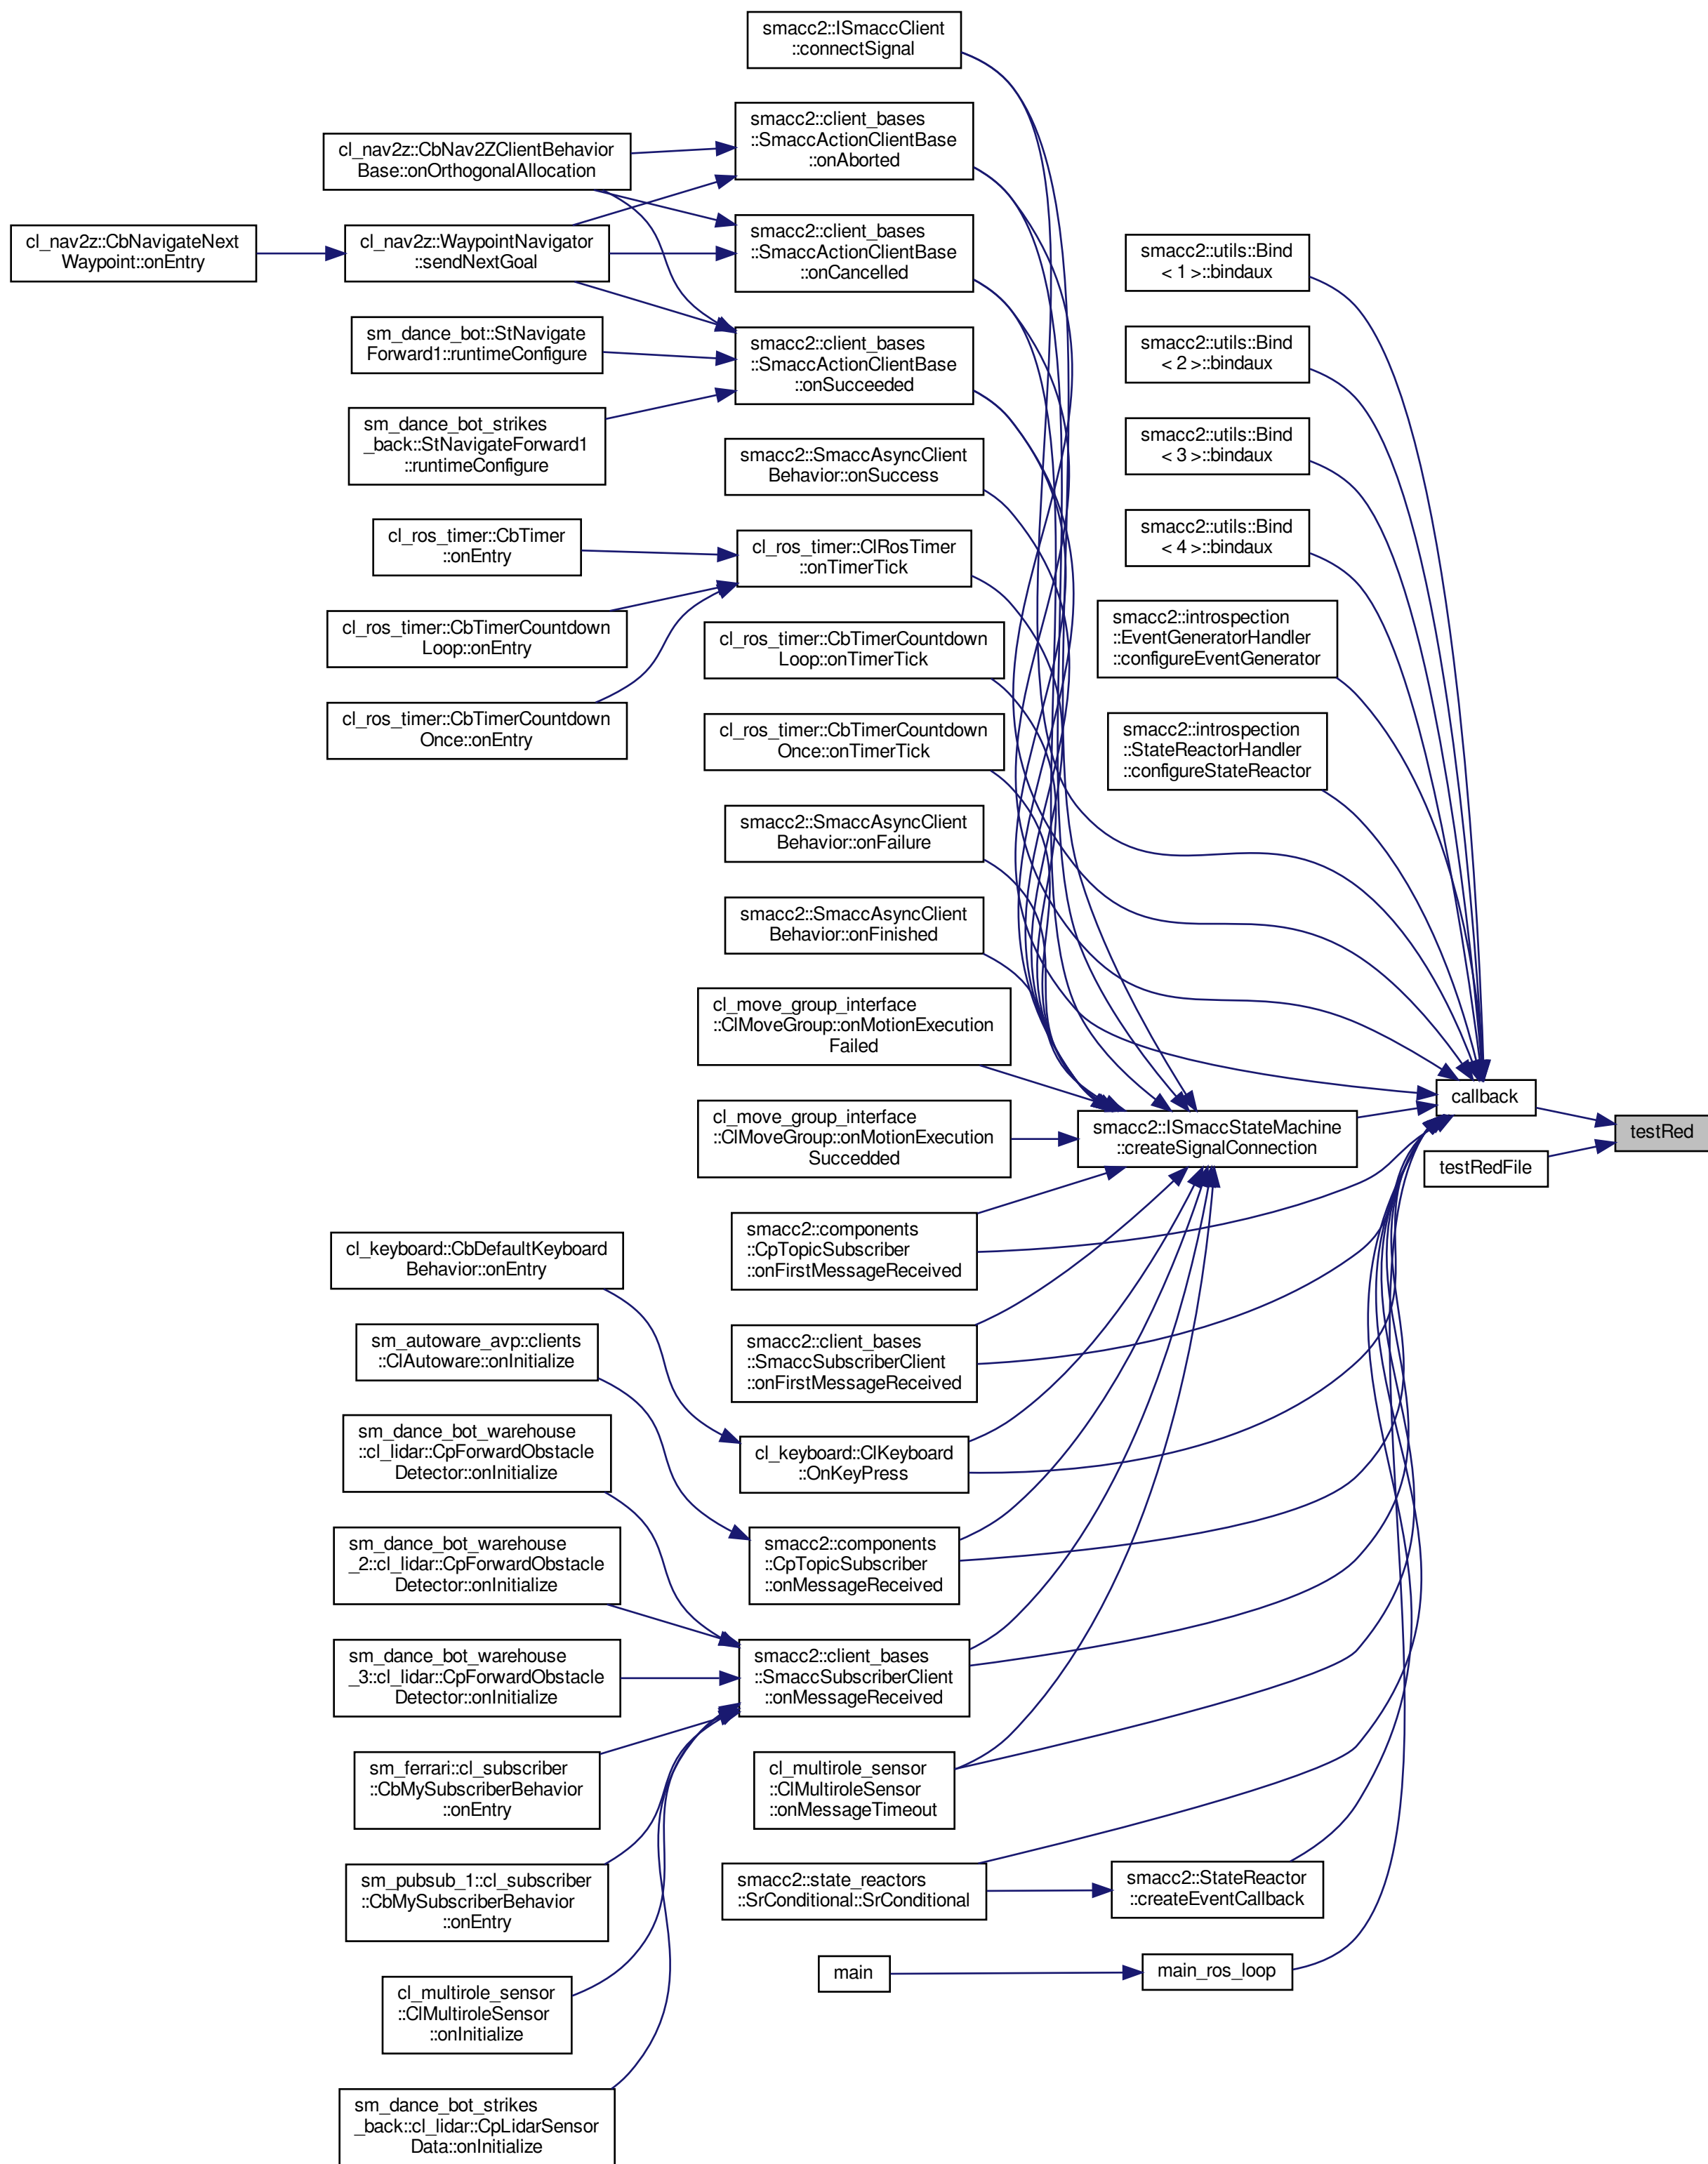 smacc2::ISmaccClient
::connectSignal
smacc2::client_bases
::SmaccActionClientBase
::onAborted
cl_nav2z::CbNav2ZClientBehavior
Base::onOrthogonalAllocation
cl_nav2z::CbNavigateNext
Waypoint::onEntry
cl_nav2z::WaypointNavigator
::sendNextGoal
smacc2::client_bases
::SmaccActionClientBase
::onCancelled
smacc2::utils::Bind
< 1 >::bindaux
sm_dance_bot::StNavigate
Forward1::runtimeConfigure
smacc2::client_bases
::SmaccActionClientBase
::onSucceeded
smacc2::utils::Bind
< 2 >::bindaux
sm_dance_bot_strikes
_back::StNavigateForward1
::runtimeConfigure
smacc2::SmaccAsyncClient
Behavior::onSuccess
smacc2::utils::Bind
< 3 >::bindaux
cl_ros_timer::CbTimer
::onEntry
cl_ros_timer::ClRosTimer
::onTimerTick
smacc2::utils::Bind
< 4 >::bindaux
cl_ros_timer::CbTimerCountdown
Loop::onEntry
cl_ros_timer::CbTimerCountdown
Loop::onTimerTick
smacc2::introspection
::EventGeneratorHandler
::configureEventGenerator
cl_ros_timer::CbTimerCountdown
Once::onEntry
cl_ros_timer::CbTimerCountdown
Once::onTimerTick
smacc2::introspection
::StateReactorHandler
::configureStateReactor
smacc2::SmaccAsyncClient
Behavior::onFailure
smacc2::SmaccAsyncClient
Behavior::onFinished
cl_move_group_interface
::ClMoveGroup::onMotionExecution
Failed
callback
testRed
cl_move_group_interface
::ClMoveGroup::onMotionExecution
Succedded
smacc2::ISmaccStateMachine
::createSignalConnection
testRedFile
smacc2::components
::CpTopicSubscriber
::onFirstMessageReceived
cl_keyboard::CbDefaultKeyboard
Behavior::onEntry
sm_autoware_avp::clients
::ClAutoware::onInitialize
smacc2::client_bases
::SmaccSubscriberClient
::onFirstMessageReceived
sm_dance_bot_warehouse
::cl_lidar::CpForwardObstacle
Detector::onInitialize
cl_keyboard::ClKeyboard
::OnKeyPress
sm_dance_bot_warehouse
_2::cl_lidar::CpForwardObstacle
Detector::onInitialize
smacc2::components
::CpTopicSubscriber
::onMessageReceived
sm_dance_bot_warehouse
_3::cl_lidar::CpForwardObstacle
Detector::onInitialize
smacc2::client_bases
::SmaccSubscriberClient
::onMessageReceived
sm_ferrari::cl_subscriber
::CbMySubscriberBehavior
::onEntry
cl_multirole_sensor
::ClMultiroleSensor
::onMessageTimeout
sm_pubsub_1::cl_subscriber
::CbMySubscriberBehavior
::onEntry
smacc2::state_reactors
::SrConditional::SrConditional
smacc2::StateReactor
::createEventCallback
cl_multirole_sensor
::ClMultiroleSensor
::onInitialize
main
main_ros_loop
sm_dance_bot_strikes
_back::cl_lidar::CpLidarSensor
Data::onInitialize